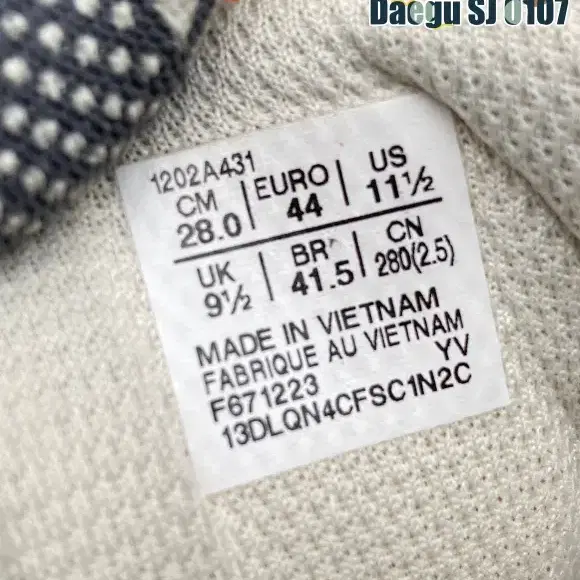 Daegu SJ 0107
1202A431
CM 28.0 | EURO 44 | US 11½
UK 9½ | BR 41.5 | CN 280(2.5)
MADE IN VIETNAM
FABRIQUE AU VIETNAM
F671223 YV
13DLQN4CFSC1N2C